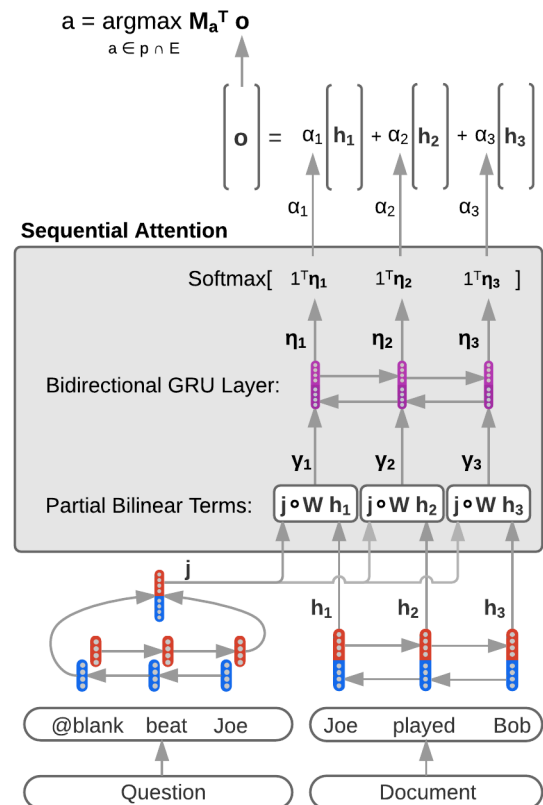 a = argmax Mₐᵀ o
a ∈ p ∩ E
o = α₁ h₁ + α₂ h₂ + α₃ h₃
α₁ α₂ α₃
Sequential Attention
Softmax[ 1ᵀη₁ 1ᵀη₂ 1ᵀη₃ ]
η₁ η₂ η₃
Bidirectional GRU Layer:
γ₁ γ₂ γ₃
Partial Bilinear Terms: j∘W h₁ j∘W h₂ j∘W h₃
j
h₁ h₂ h₃
@blank beat Joe Joe played Bob
Question Document